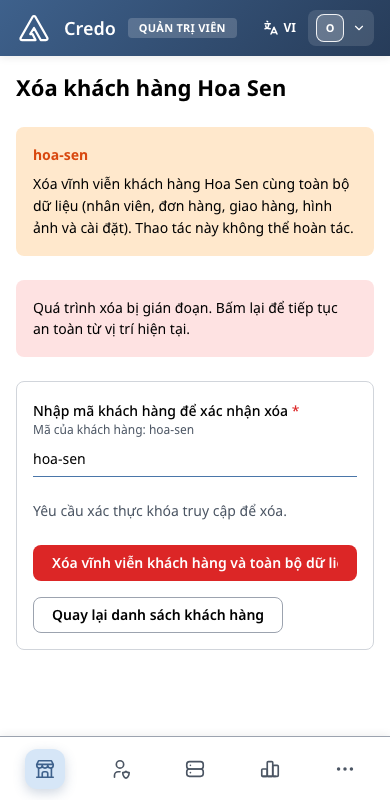 Credo QUẢN TRỊ VIÊN VI O
Xóa khách hàng Hoa Sen
hoa-sen
Xóa vĩnh viễn khách hàng Hoa Sen cùng toàn bộ
dữ liệu (nhân viên, đơn hàng, giao hàng, hình
ảnh và cài đặt). Thao tác này không thể hoàn tác.
Quá trình xóa bị gián đoạn. Bấm lại để tiếp tục
an toàn từ vị trí hiện tại.
Nhập mã khách hàng để xác nhận xóa *
Mã của khách hàng: hoa-sen
hoa-sen
Yêu cầu xác thực khóa truy cập để xóa.
Xóa vĩnh viễn khách hàng và toàn bộ dữ
Quay lại danh sách khách hàng